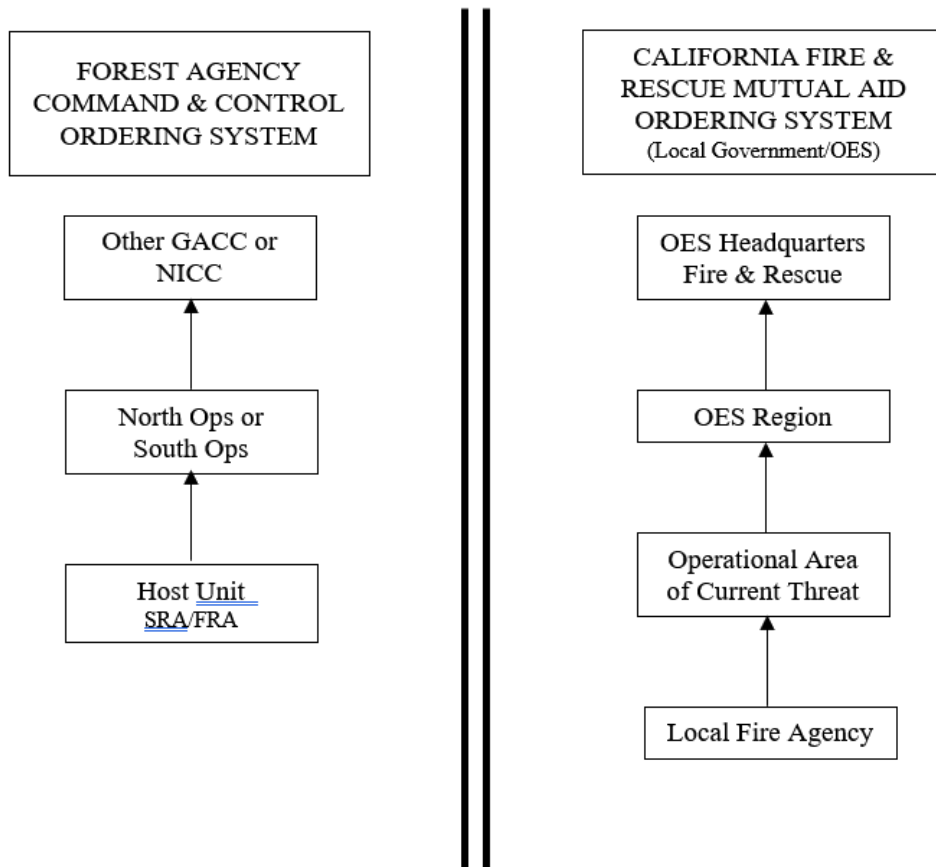 FOREST AGENCY
COMMAND & CONTROL
ORDERING SYSTEM
Other GACC or
NICC
North Ops or
South Ops
Host Unit
SRA/FRA
CALIFORNIA FIRE &
RESCUE MUTUAL AID
ORDERING SYSTEM
(Local Government/OES)
OES Headquarters
Fire & Rescue
OES Region
Operational Area
of Current Threat
Local Fire Agency